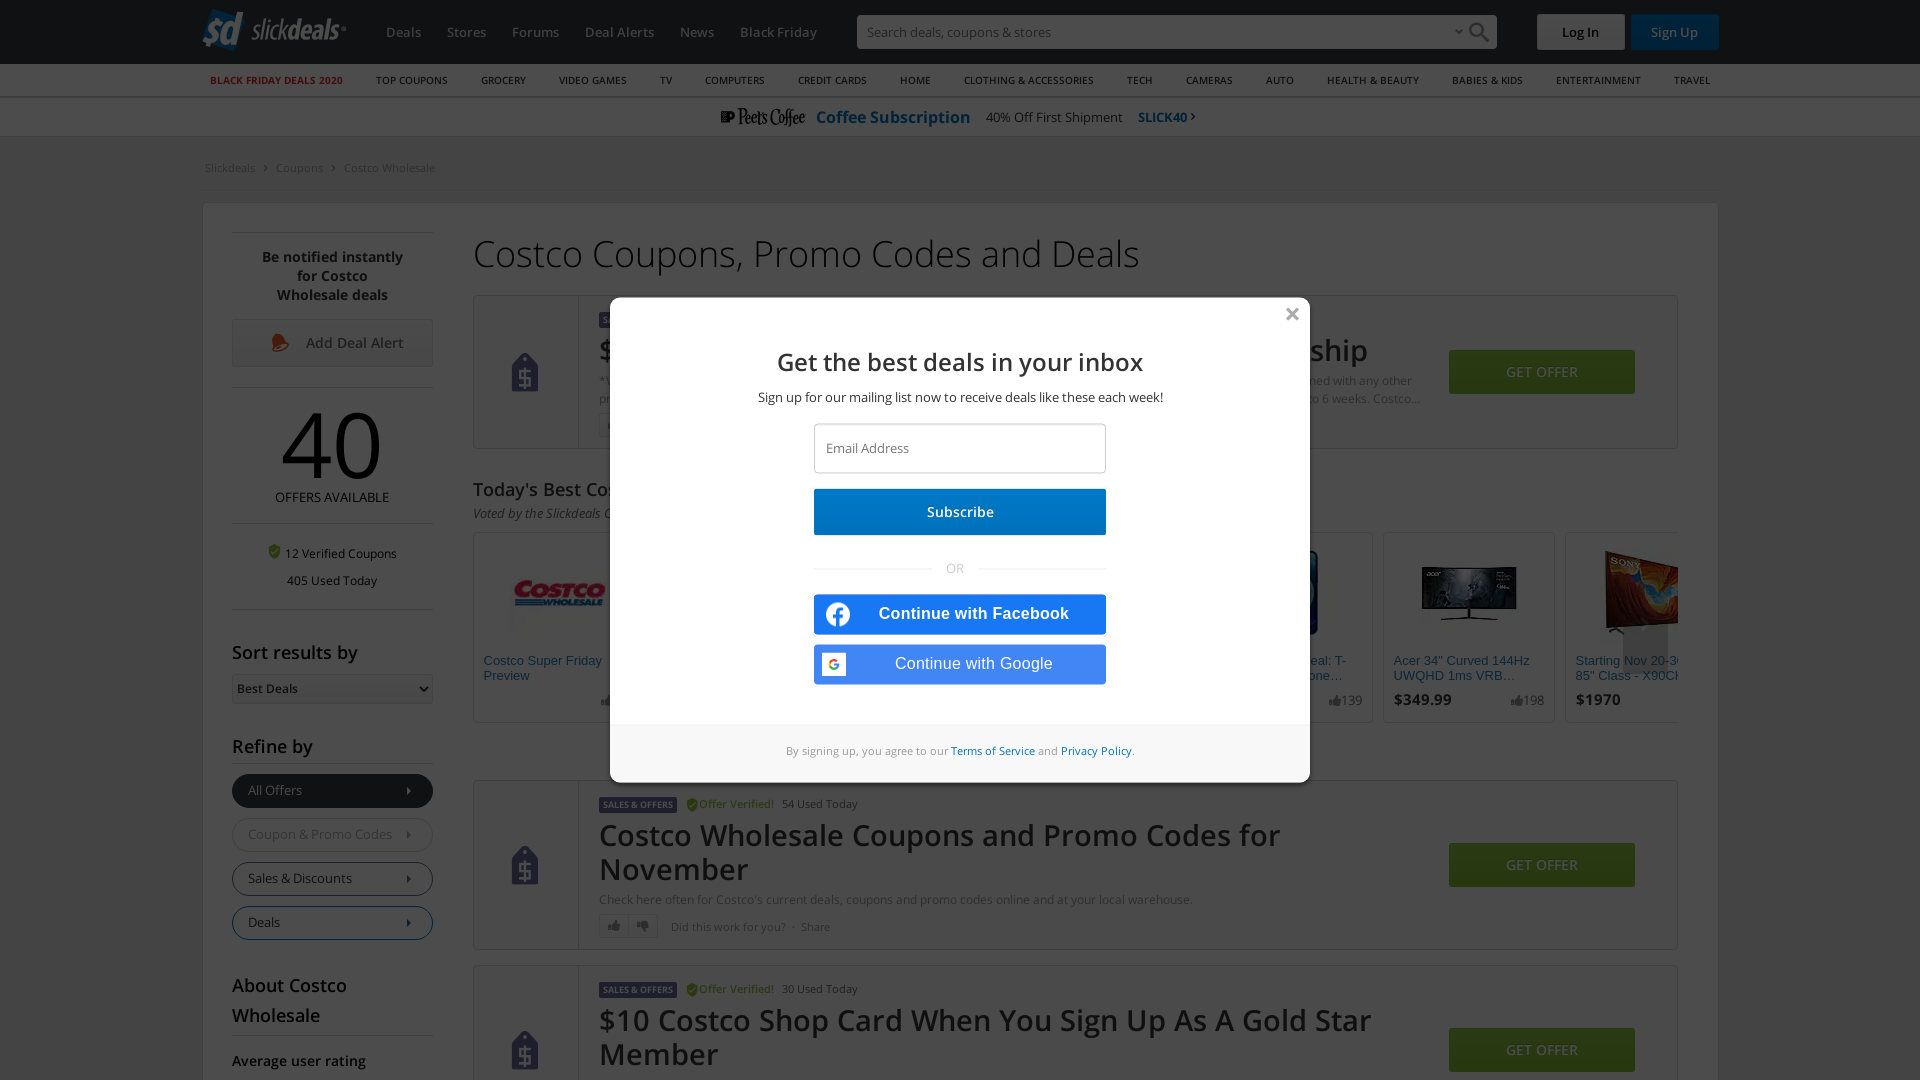 sd slickdeals
Deals
Stores
Forums
Deal Alerts
News
Black Friday
Search deals, coupons & stores
Log In
Sign Up
BLACK FRIDAY DEALS 2020
TOP COUPONS
GROCERY
VIDEO GAMES
TV
COMPUTERS
CREDIT CARDS
HOME
CLOTHING & ACCESSORIES
TECH
CAMERAS
AUTO
HEALTH & BEAUTY
BABIES & KIDS
ENTERTAINMENT
TRAVEL
Peet's Coffee Coffee Subscription 40% Off First Shipment SLICK40
Slickdeals
Coupons
Costco Wholesale
Be notified instantly
for Costco
Wholesale deals
Add Deal Alert
40
OFFERS AVAILABLE
12 Verified Coupons
405 Used Today
Sort results by
Best Deals
Refine by
All Offers
Coupon & Promo Codes
Sales & Discounts
Deals
About Costco
Wholesale
Average user rating
Costco Coupons, Promo Codes and Deals
$
ship
ned with any other
to 6 weeks. Costco...
GET OFFER
Today's Best Cos
Voted by the Slickdeals C
COSTCO
WHOLESALE
Costco Super Friday
Preview
eal: T-
one...
139
acer
Acer 34" Curved 144Hz
UWQHD 1ms VRB...
$349.99
198
SONY
Starting Nov 20-3
85" Class - X90CH
$1970
Get the best deals in your inbox
Sign up for our mailing list now to receive deals like these each week!
Email Address
Subscribe
OR
Continue with Facebook
Continue with Google
By signing up, you agree to our Terms of Service and Privacy Policy.
SALES & OFFERS
Offer Verified!
54 Used Today
Costco Wholesale Coupons and Promo Codes for
November
Check here often for Costco's current deals, coupons and promo codes online and at your local warehouse.
Did this work for you? · Share
GET OFFER
SALES & OFFERS
Offer Verified!
30 Used Today
$10 Costco Shop Card When You Sign Up As A Gold Star
Member
GET OFFER